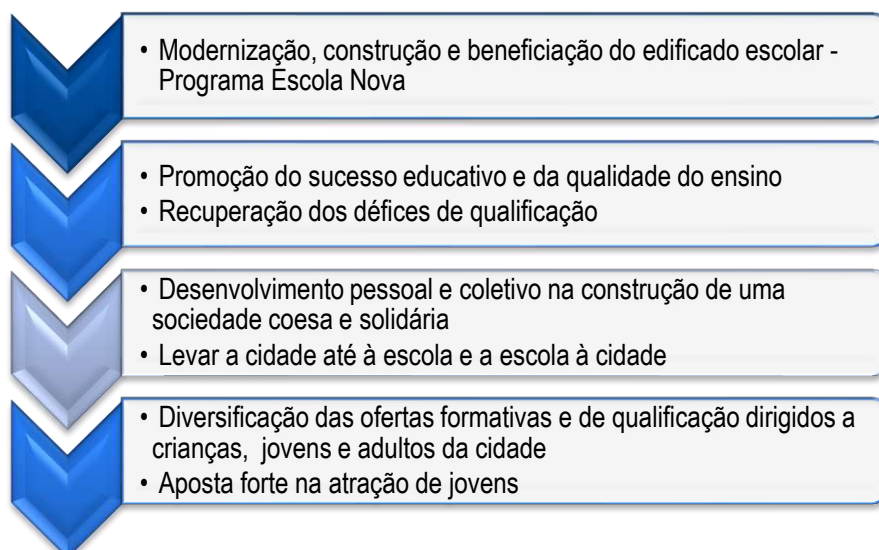 • Modernização, construção e beneficiação do edificado escolar -
Programa Escola Nova
• Promoção do sucesso educativo e da qualidade do ensino
• Recuperação dos défices de qualificação
• Desenvolvimento pessoal e coletivo na construção de uma
sociedade coesa e solidária
• Levar a cidade até à escola e a escola à cidade
• Diversificação das ofertas formativas e de qualificação dirigidos a
crianças, jovens e adultos da cidade
• Aposta forte na atração de jovens